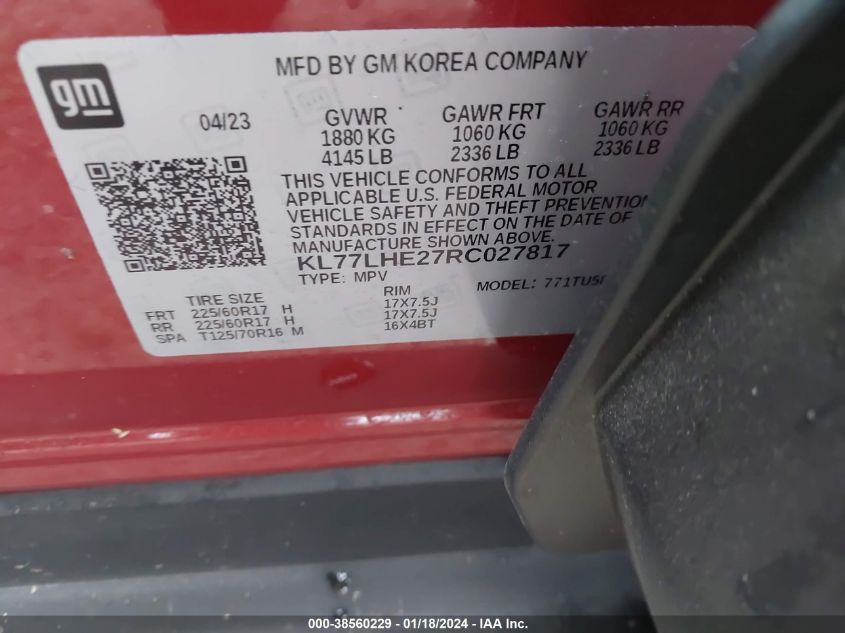 gm
MFD BY GM KOREA COMPANY
04/23 GVWR GAWR FRT GAWR RR
1880 KG 1060 KG 1060 KG
4145 LB 2336 LB 2336 LB
THIS VEHICLE CONFORMS TO ALL
APPLICABLE U.S. FEDERAL MOTOR
VEHICLE SAFETY AND THEFT PREVENTION
STANDARDS IN EFFECT ON THE DATE OF
MANUFACTURE SHOWN ABOVE.
KL77LHE27RC027817
TYPE: MPV MODEL: 771TU5
TIRE SIZE RIM
FRT 225/60R17 H 17X7.5J
RR 225/60R17 H 17X7.5J
SPA T125/70R16 M 16X4BT
000-38560229 - 01/18/2024 - IAA Inc.